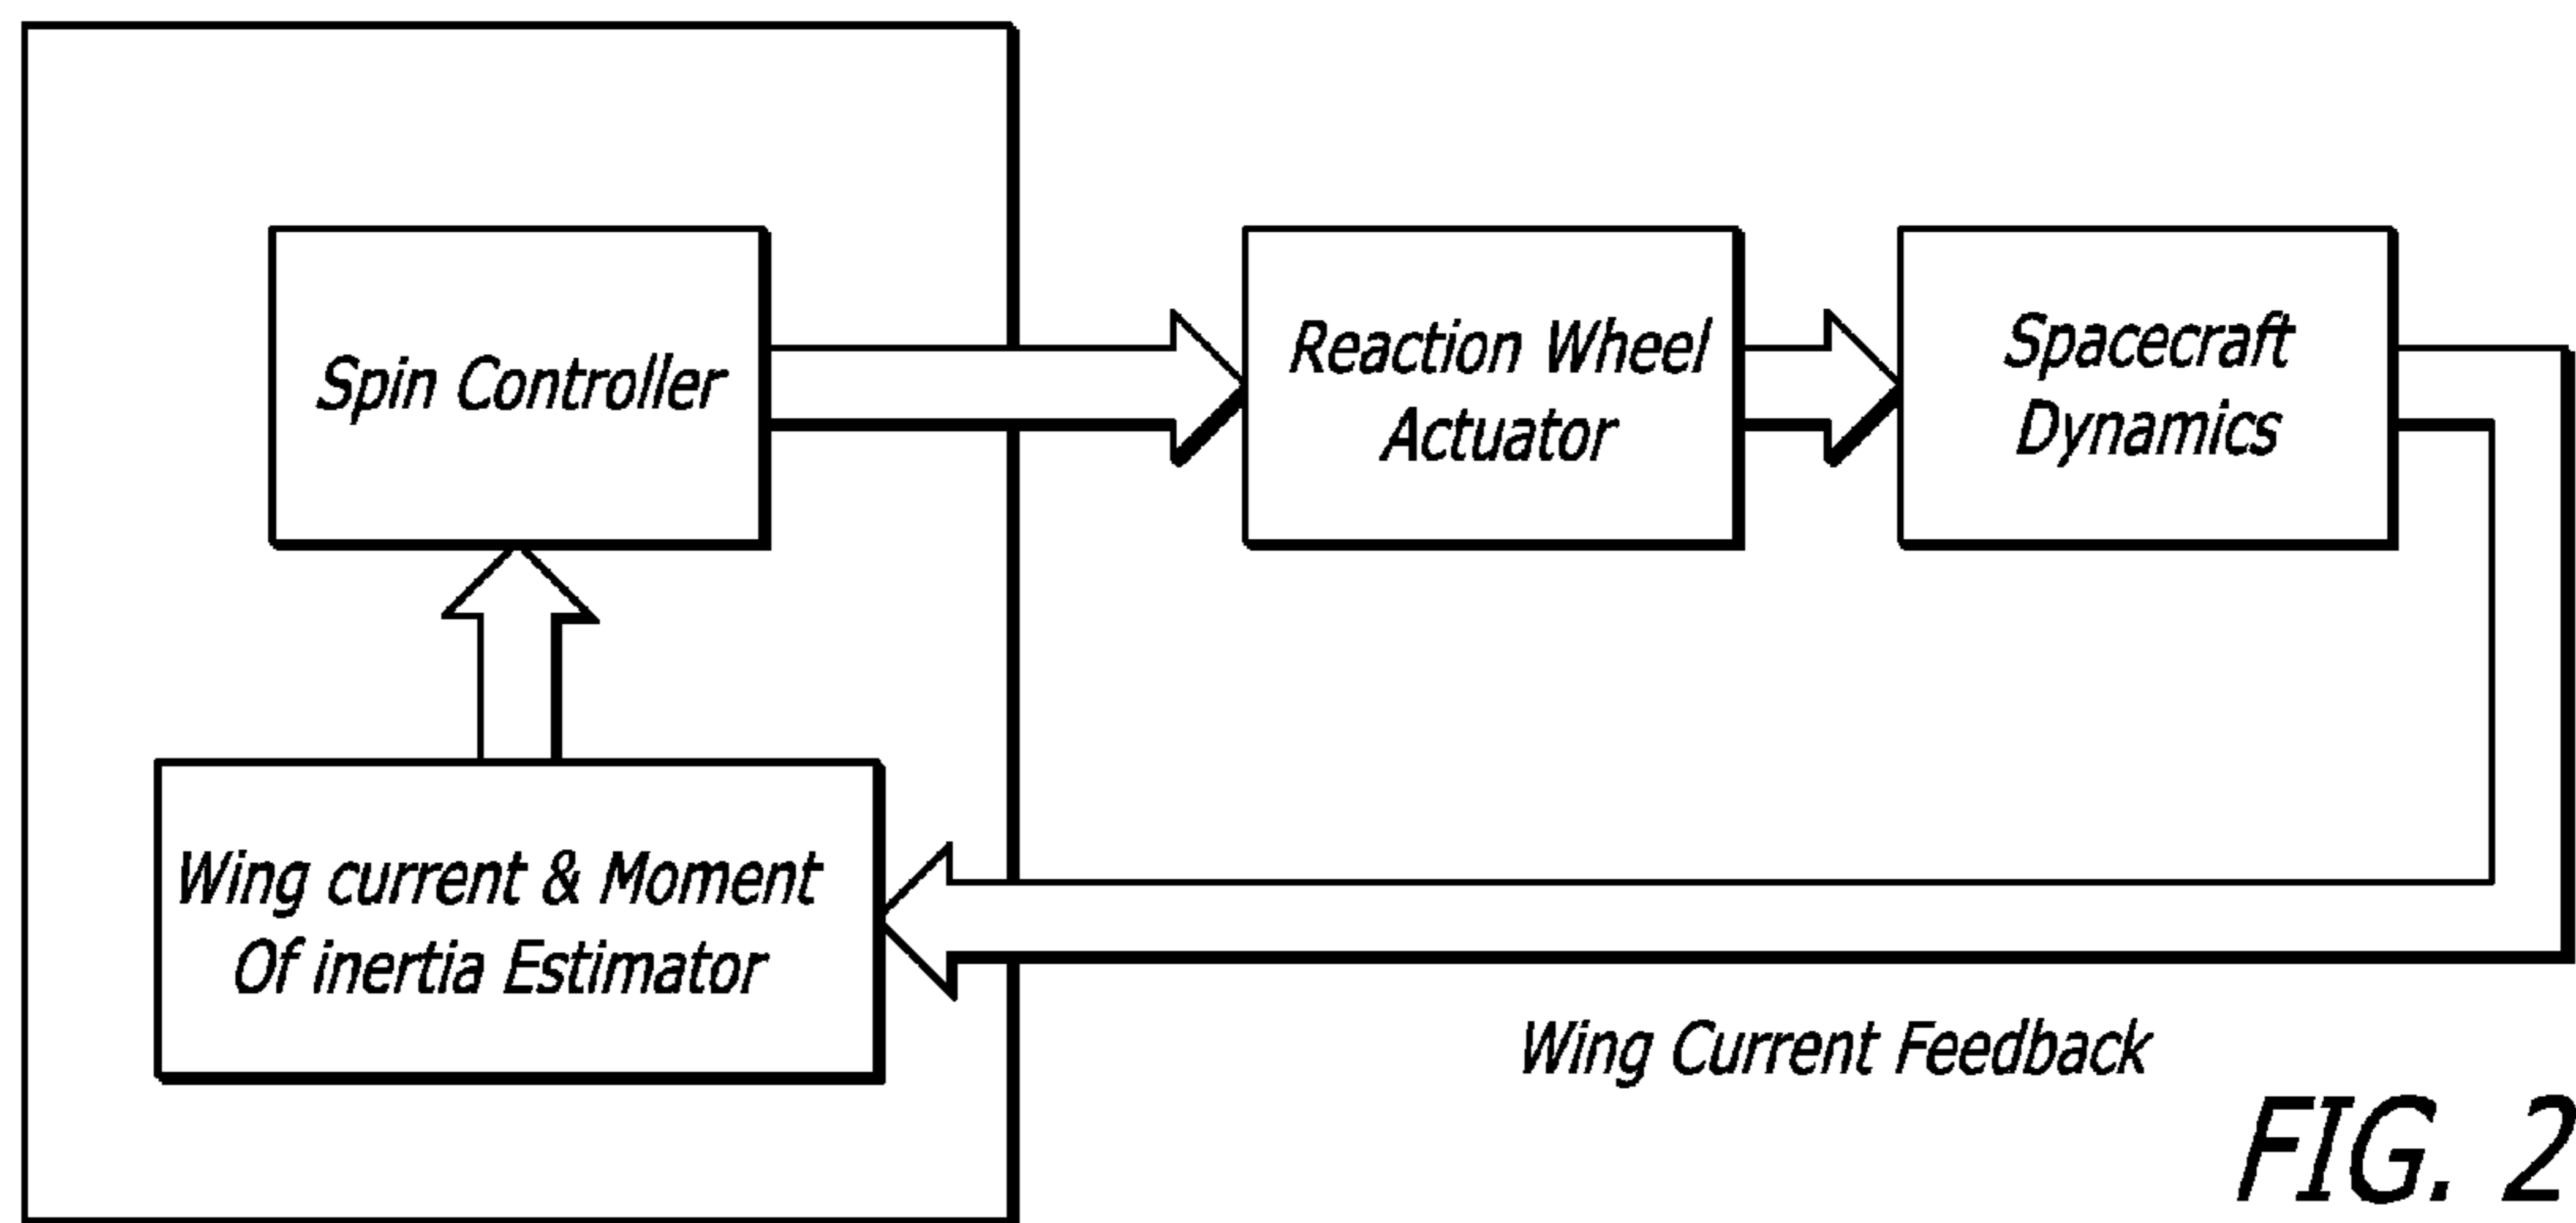 Spin Controller
Reaction Wheel
Actuator
Spacecraft
Dynamics
Wing current & Moment
Of inertia Estimator
Wing Current Feedback
FIG. 2